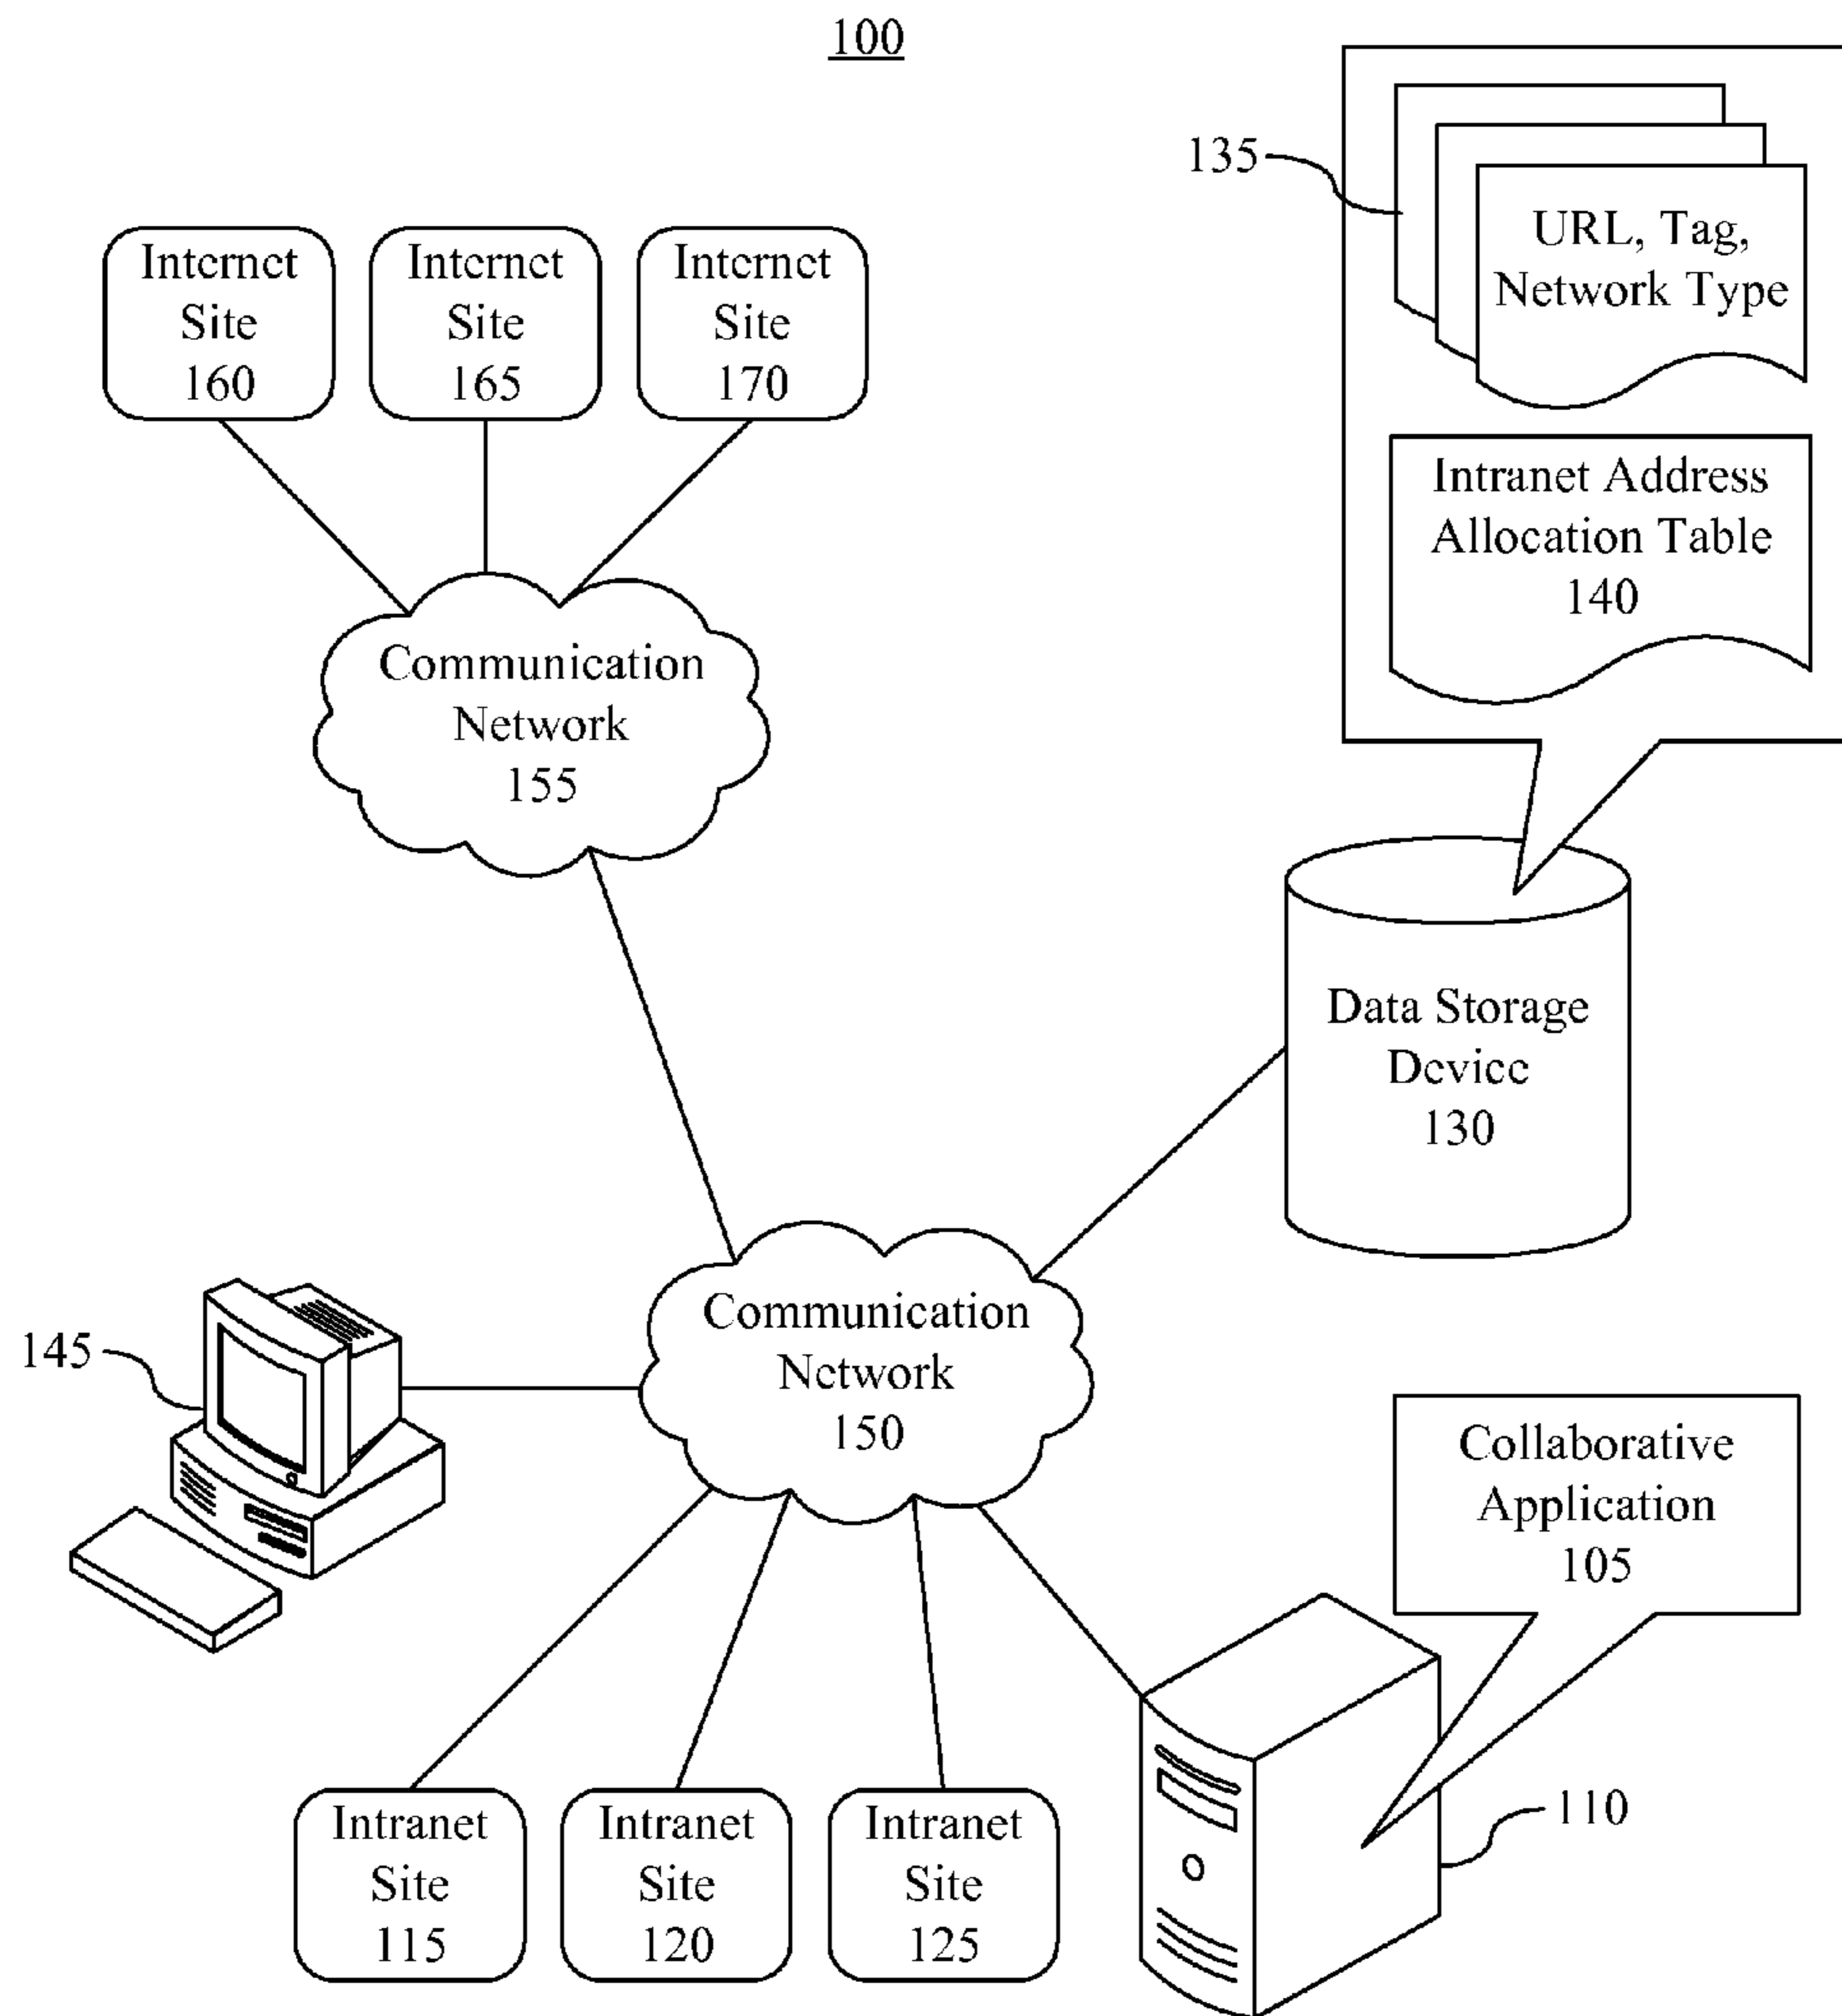 100
135
URL, Tag,
Network Type
Internet
Site
160
Internet
Site
165
Internet
Site
170
Intranet Address
Allocation Table
140
Communication
Network
155
Data Storage
Device
130
145
Communication
Network
150
Collaborative
Application
105
110
Intranet
Site
115
Intranet
Site
120
Intranet
Site
125